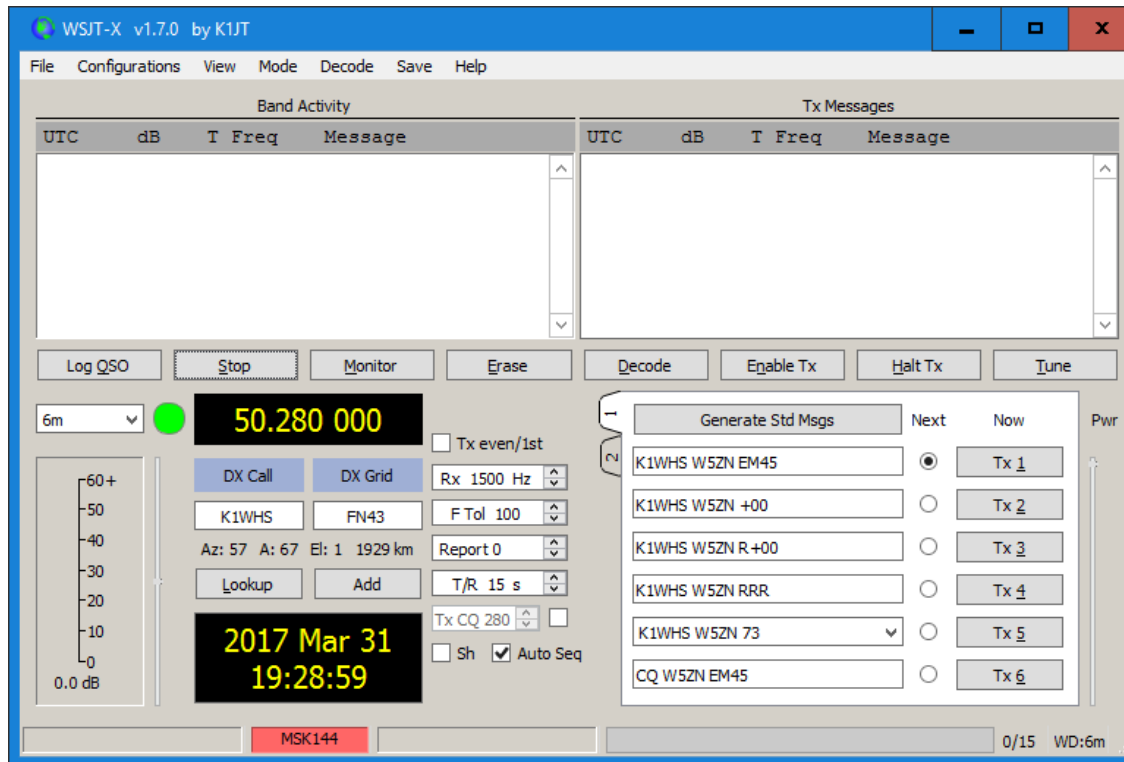 WSJT-X v1.7.0 by K1JT
File Configurations View Mode Decode Save Help
Band Activity
UTC dB T Freq Message
Tx Messages
UTC dB T Freq Message
Log QSO Stop Monitor Erase Decode Enable Tx Halt Tx Tune
6m
50.280 000
60+
50
40
30
20
10
0
0.0 dB
DX Call DX Grid
K1WHS FN43
Az: 57 A: 67 El: 1 1929 km
Lookup Add
2017 Mar 31
19:28:59
Tx even/1st
Rx 1500 Hz
F Tol 100
Report 0
T/R 15 s
Tx CQ 280
Sh Auto Seq
1
2
Generate Std Msgs Next Now Pwr
K1WHS W5ZN EM45 Tx 1
K1WHS W5ZN +00 Tx 2
K1WHS W5ZN R+00 Tx 3
K1WHS W5ZN RRR Tx 4
K1WHS W5ZN 73 Tx 5
CQ W5ZN EM45 Tx 6
MSK144 0/15 WD:6m